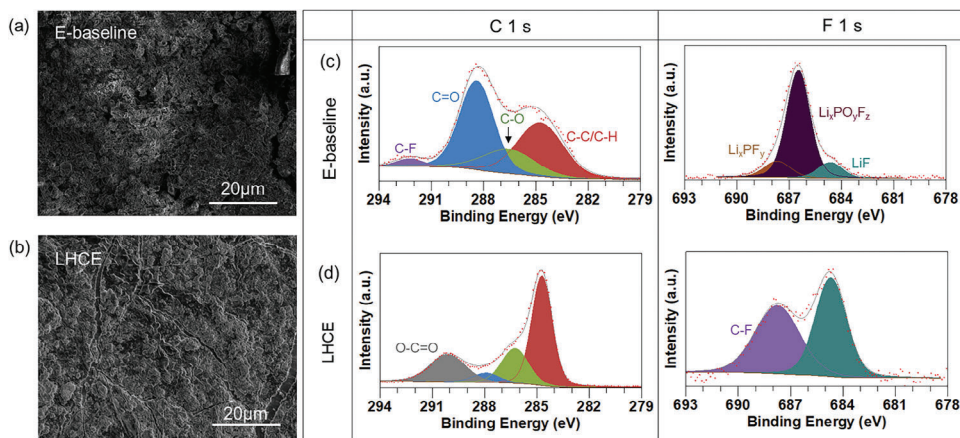 C 1 s
F 1 s
(a)
E-baseline
20μm
E-baseline
(c)
Intensity (a.u.)
C-F
C=O
C-O
C-C/C-H
294 291 288 285 282 279
Binding Energy (eV)
Intensity (a.u.)
LiₓPFᵧ
LiₓPOᵧF_z
LiF
693 690 687 684 681 678
Binding Energy (eV)
(b)
LHCE
20μm
LHCE
(d)
Intensity (a.u.)
O-C=O
294 291 288 285 282 279
Binding Energy (eV)
Intensity (a.u.)
C-F
693 690 687 684 681 678
Binding Energy (eV)